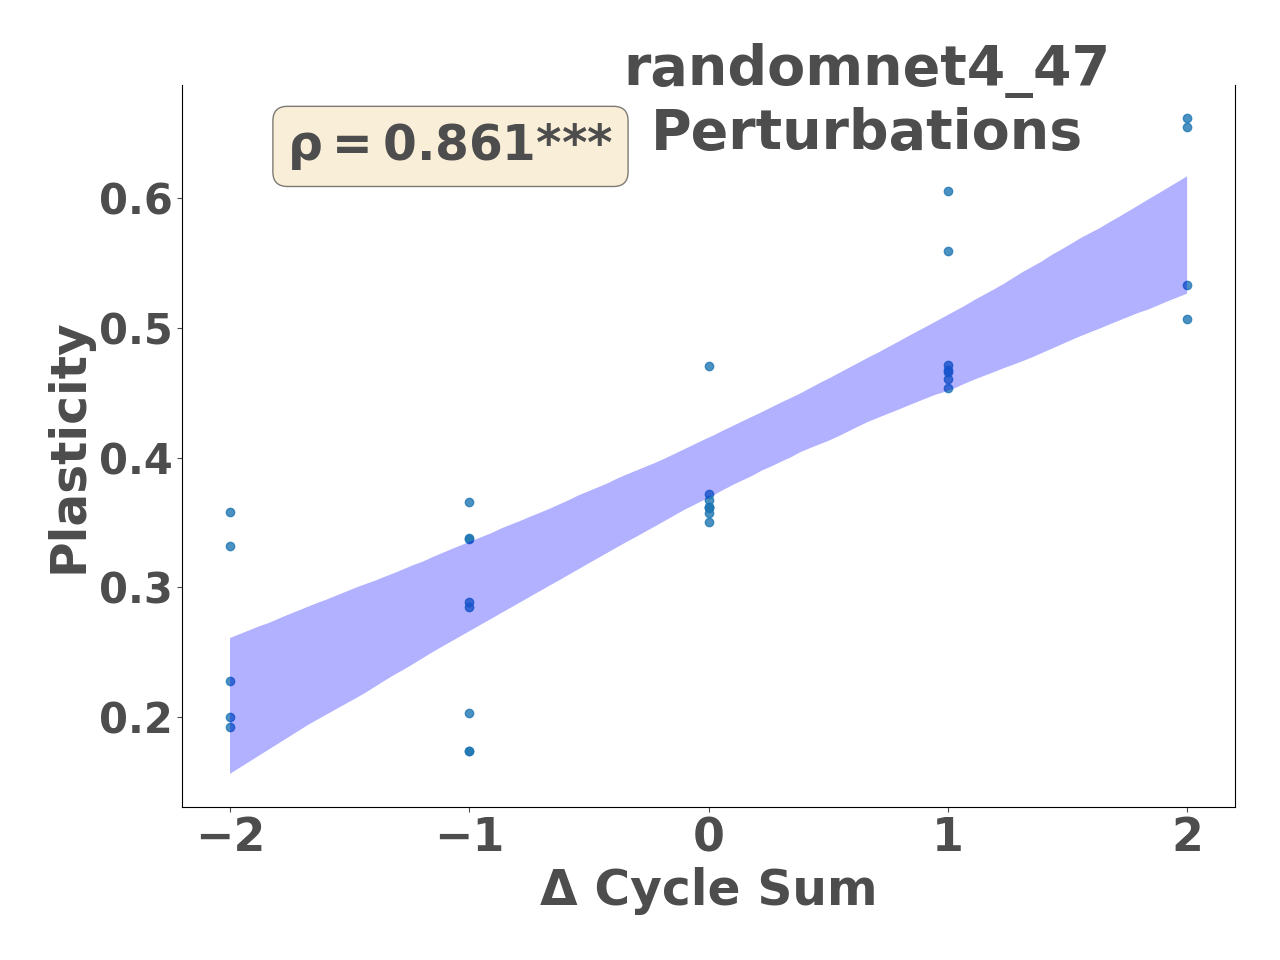 randomnet4_47
Perturbations
ρ = 0.861***
Plasticity
0.6
0.5
0.4
0.3
0.2
−2
−1
0
1
2
Δ Cycle Sum